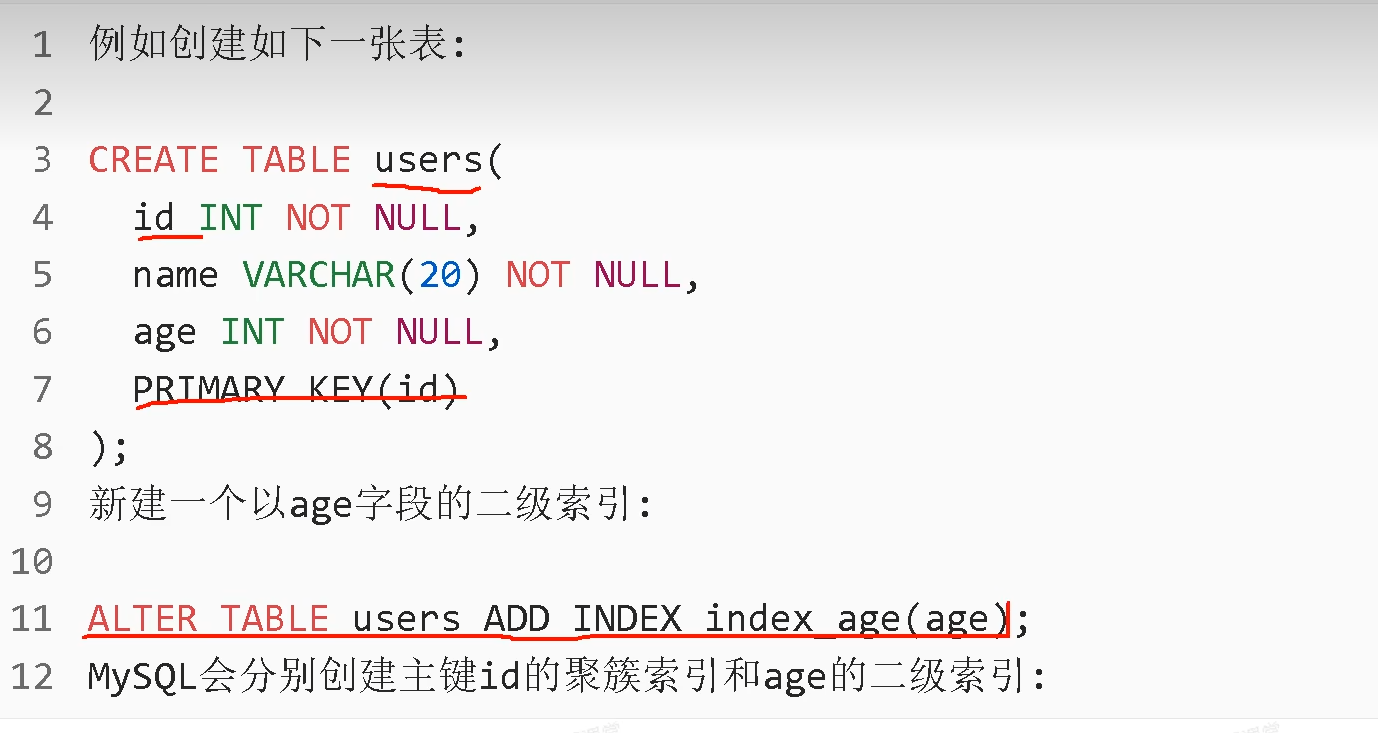 1 例如创建如下一张表:
2
3 CREATE TABLE users(
4 id INT NOT NULL,
5 name VARCHAR(20) NOT NULL,
6 age INT NOT NULL,
7 PRIMARY KEY(id)
8 );
9 新建一个以age字段的二级索引:
10
11 ALTER TABLE users ADD INDEX index_age(age);
12 MySQL会分别创建主键id的聚簇索引和age的二级索引: